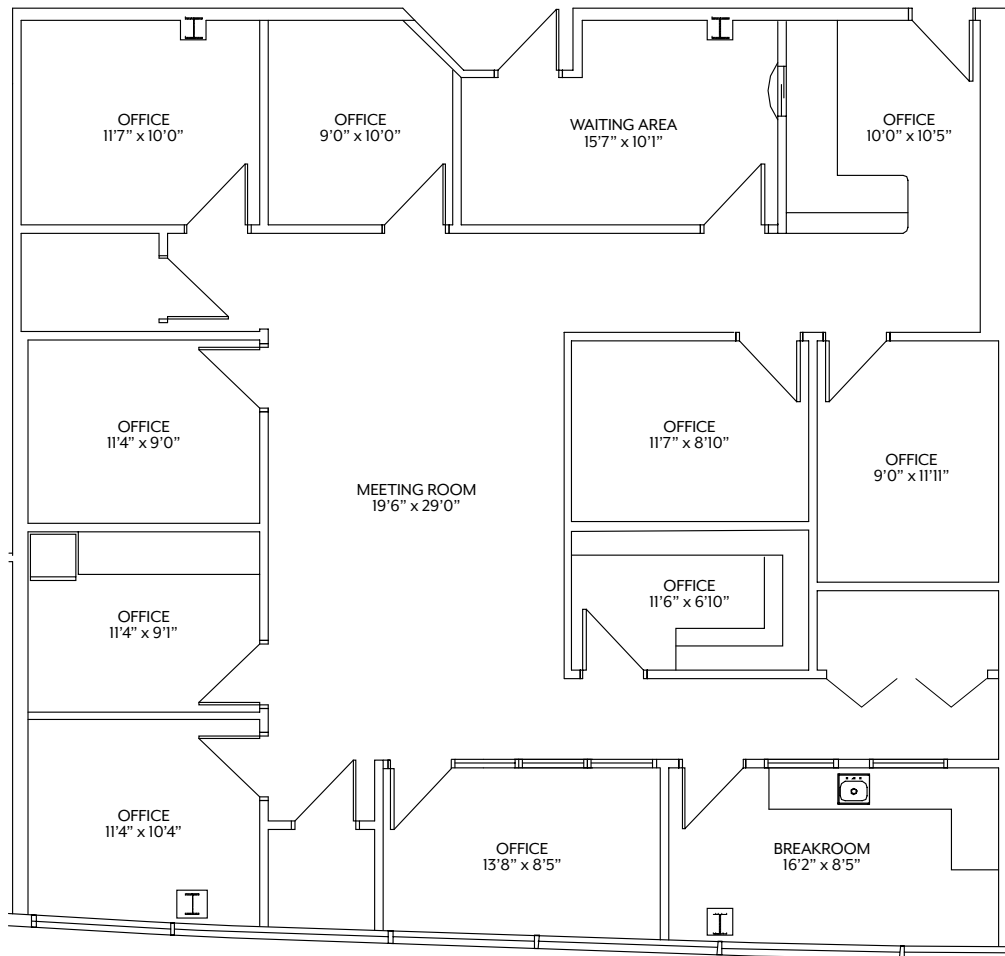 OFFICE
11'7" x 10'0"
OFFICE
9'0" x 10'0"
WAITING AREA
15'7" x 10'1"
OFFICE
10'0" x 10'5"
OFFICE
11'4" x 9'0"
OFFICE
11'7" x 8'10"
OFFICE
9'0" x 11'11"
MEETING ROOM
19'6" x 29'0"
OFFICE
11'4" x 9'1"
OFFICE
11'6" x 6'10"
OFFICE
11'4" x 10'4"
OFFICE
13'8" x 8'5"
BREAKROOM
16'2" x 8'5"